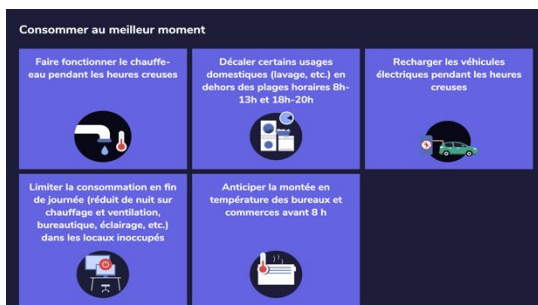 Consommer au meilleur moment
Faire fonctionner le chauffe-
eau pendant les heures creuses
Décaler certains usages
domestiques (lavage, etc.) en
dehors des plages horaires 8h-
13h et 18h-20h
Recharger les véhicules
électriques pendant les heures
creuses
Limiter la consommation en fin
de journée (réduit de nuit sur
chauffage et ventilation,
bureautique, éclairage, etc.)
dans les locaux inoccupés
Anticiper la montée en
température des bureaux et
commerces avant 8 h